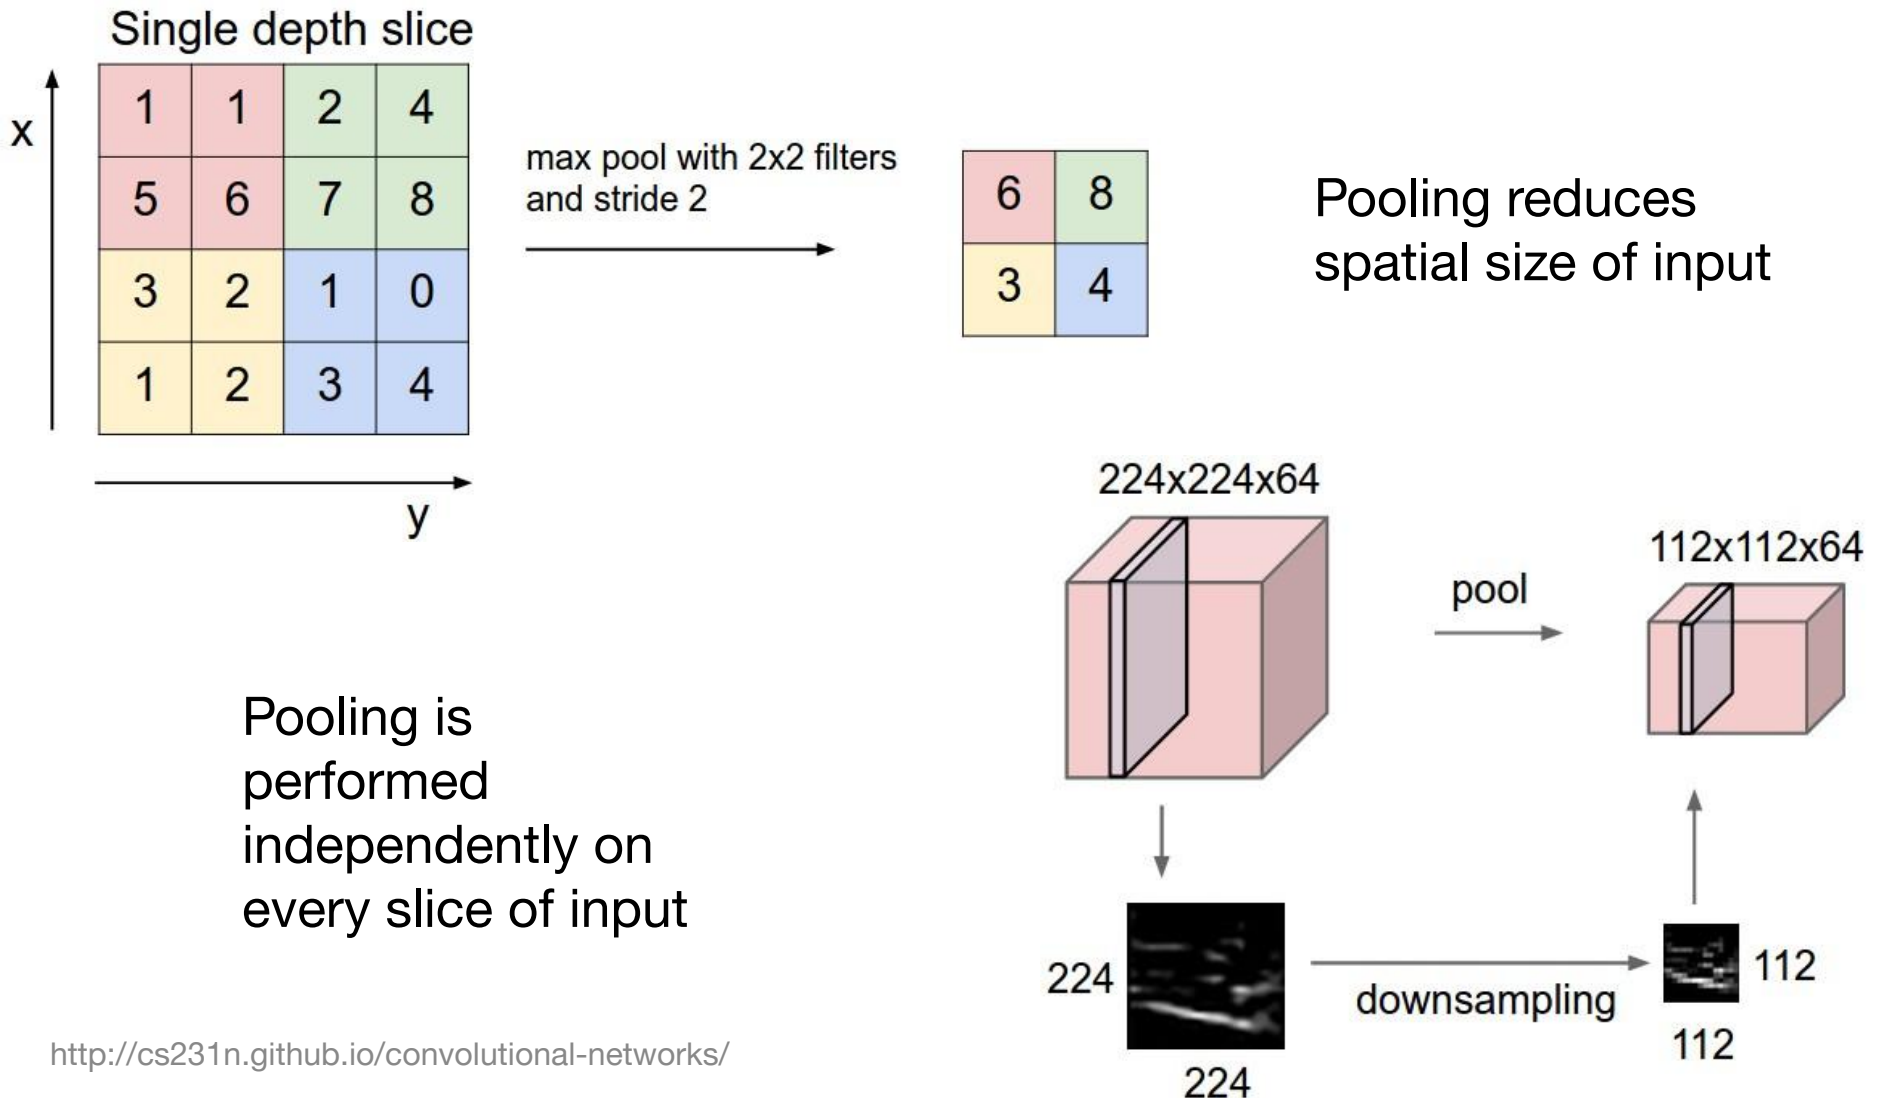 Single depth slice
x
1 1 2 4
5 6 7 8
3 2 1 0
1 2 3 4
y
max pool with 2x2 filters
and stride 2
6 8
3 4
Pooling reduces
spatial size of input
Pooling is
performed
independently on
every slice of input
224x224x64
pool
112x112x64
224
224
downsampling
112
112
http://cs231n.github.io/convolutional-networks/